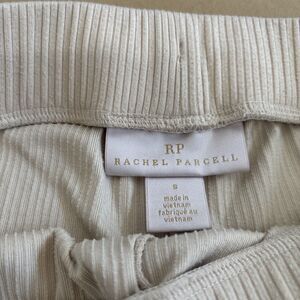 RP
RACHEL PARCELL
S
made in
vietnam
fabriqué au
vietnam